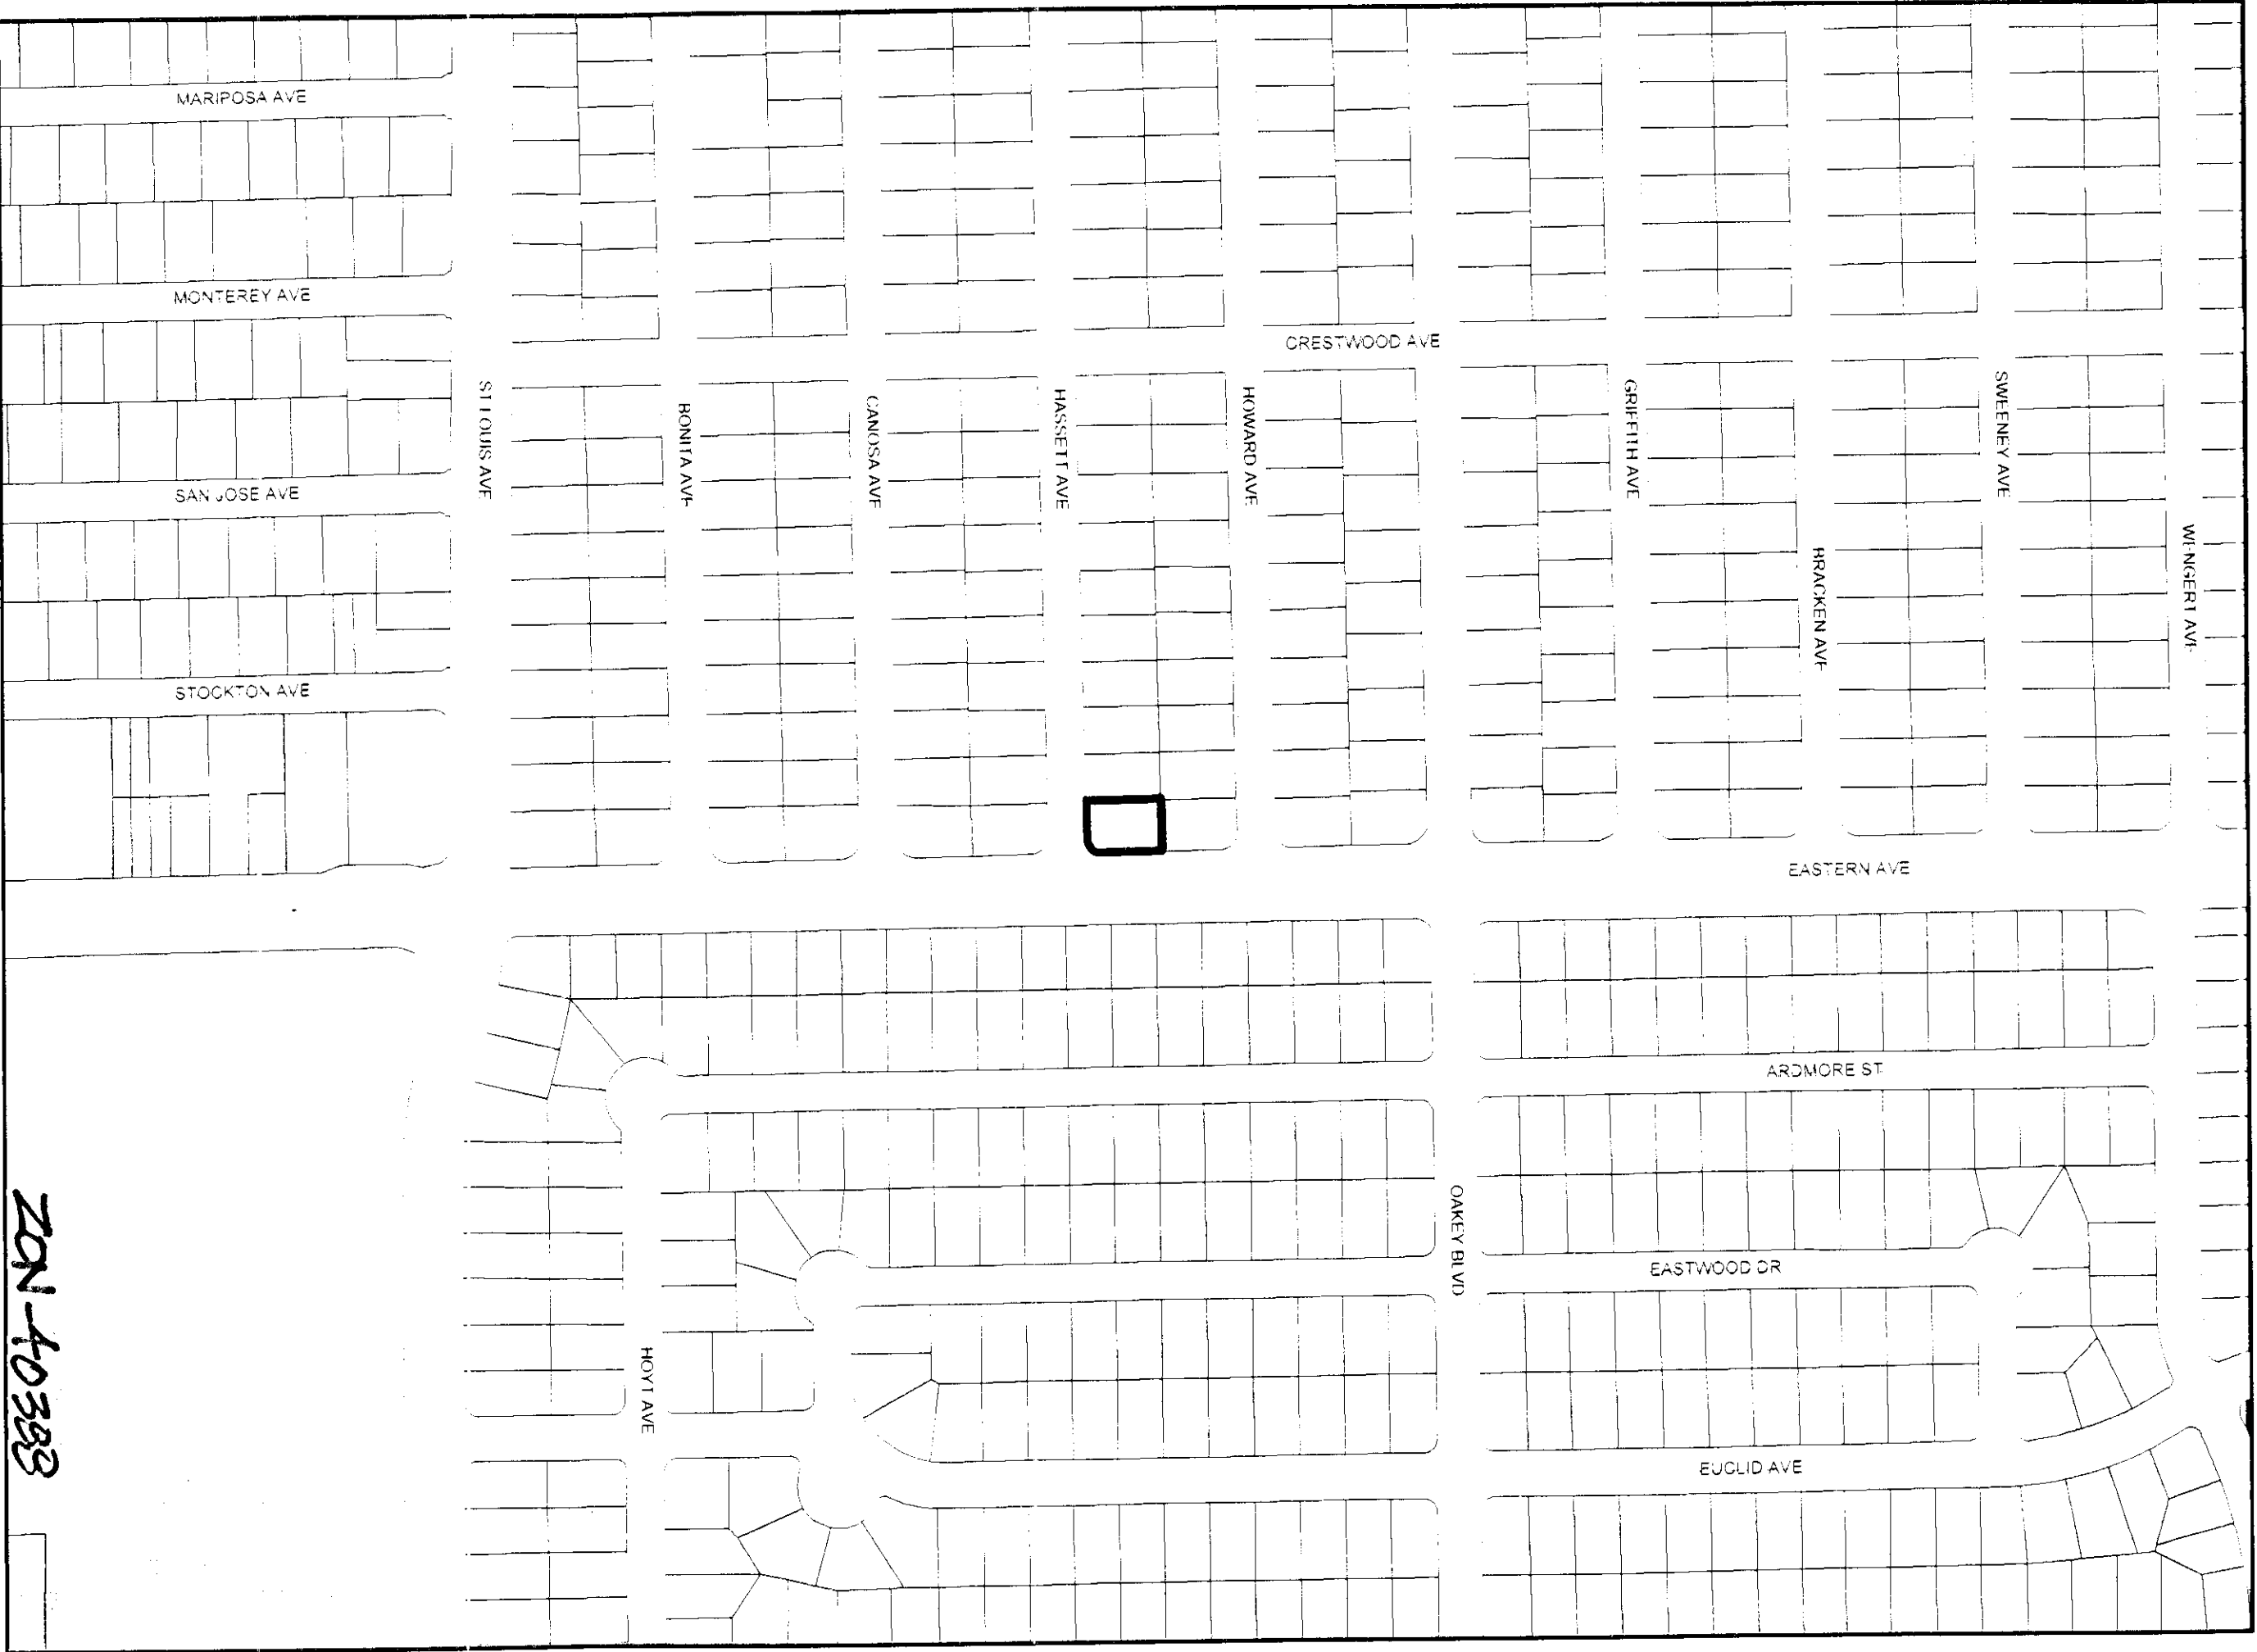 MARIPOSA AVE
MONTEREY AVE
CRESTWOOD AVE
ST LOUIS AVE
BONITA AVE
CANOSA AVE
HASSETT AVE
HOWARD AVE
GRIFFITH AVE
SWEENEY AVE
SAN JOSE AVE
BRACKEN AVE
WENGERT AVE
STOCKTON AVE
EASTERN AVE
ARDMORE ST
OAKEY BLVD
EASTWOOD DR
HOYT AVE
EUCLID AVE
ZON-40383